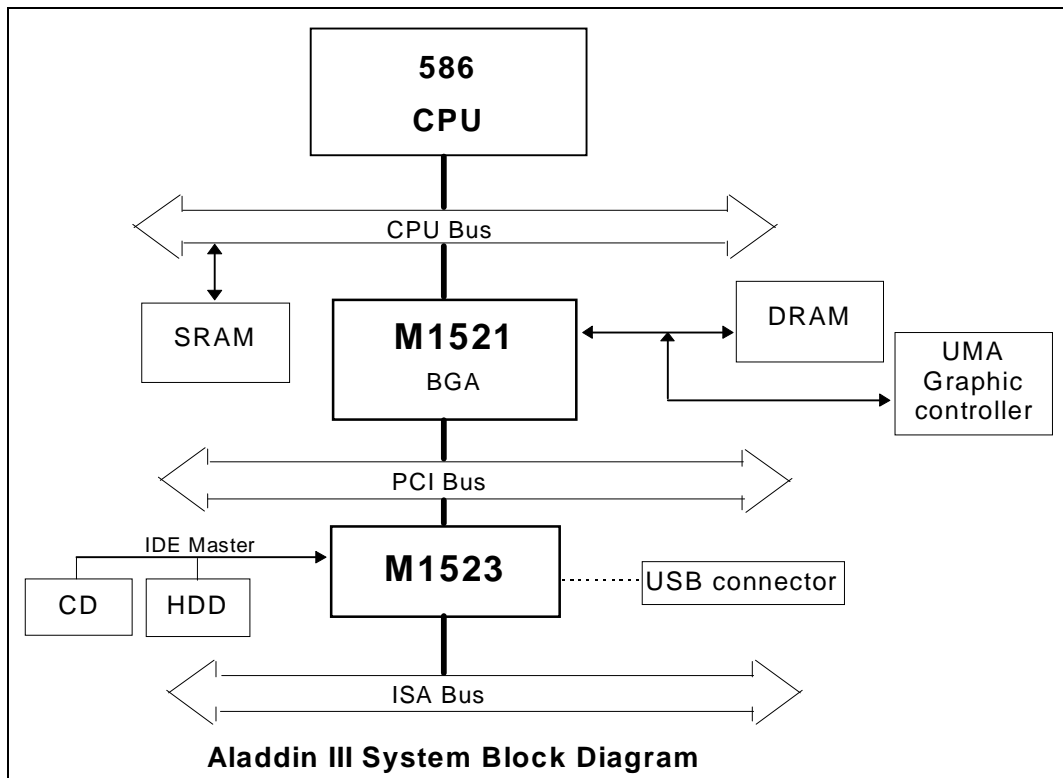 586
CPU
CPU Bus
SRAM
M1521
BGA
DRAM
UMA
Graphic
controller
PCI Bus
IDE Master
M1523
USB connector
CD
HDD
ISA Bus
Aladdin III System Block Diagram